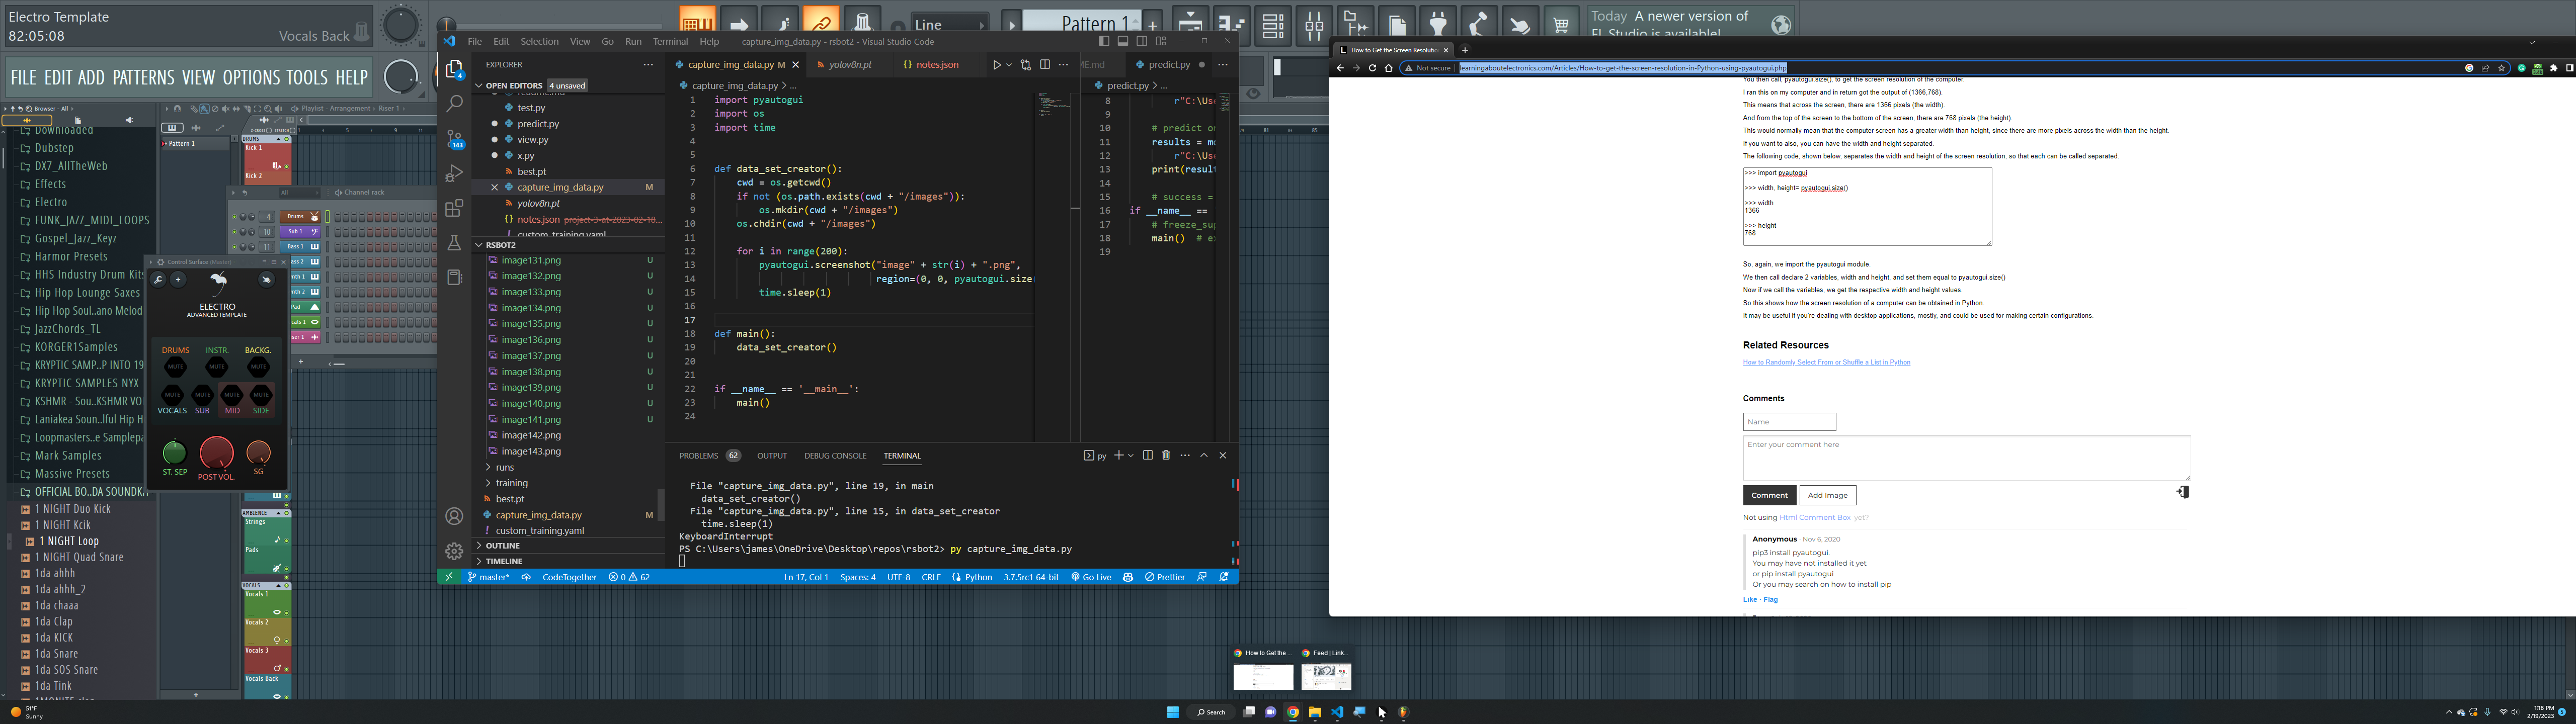 Electro Template
82:05:08
Vocals Back
FILE EDIT ADD PATTERNS VIEW OPTIONS TOOLS HELP
Line
Pattern 1
Today A newer version of
FL Studio is available!
Browser - All
Downloaded
Dubstep
DX7_AllTheWeb
Effects
Electro
FUNK_JAZZ_MIDI_LOOPS
Gospel_Jazz_Keyz
Harmor Presets
HHS Industry Drum Kits
Hip Hop Lounge Saxes
Hip Hop Soul..ano Melod
JazzChords_TL
KORGER1Samples
KRYPTIC SAMP..P INTO 19
KRYPTIC SAMPLES NYX
KSHMR - Sou..KSHMR VO
Laniakea Soun..lful Hip H
Loopmasters..e Samplepa
Mark Samples
Massive Presets
OFFICIAL BO..DA SOUNDK
1 NIGHT Duo Kick
1 NIGHT Kcik
1 NIGHT Loop
1 NIGHT Quad Snare
1da ahhh
1da ahhh_2
1da chaaa
1da Clap
1da KICK
1da Snare
1da SOS Snare
1da Tink
Playlist - Arrangement
Riser 1
Pattern 1
DRUMS
Kick 1
Kick 2
Channel rack
All
4 Drums
10 Sub 1
11 Bass 1
Control Surface (Master)
ELECTRO
ADVANCED TEMPLATE
DRUMS INSTR. BACKG.
MUTE MUTE MUTE
MUTE MUTE MUTE MUTE
VOCALS SUB MID SIDE
ST. SEP POST VOL. SG
AMBIENCE
Strings
Pads
VOCALS
Vocals 1
Vocals 2
Vocals 3
Vocals Back
File Edit Selection View Go Run Terminal Help
capture_img_data.py - rsbot2 - Visual Studio Code
EXPLORER
OPEN EDITORS 4 unsaved
test.py
predict.py
view.py
x.py
best.pt
capture_img_data.py M
yolov8n.pt
notes.json project-3-at-2023-02-18...
custom_training.yaml
RSBOT2
image131.png U
image132.png U
image133.png U
image134.png U
image135.png U
image136.png U
image137.png U
image138.png U
image139.png U
image140.png U
image141.png U
image142.png
image143.png
runs
training
best.pt
capture_img_data.py M
custom_training.yaml
OUTLINE
TIMELINE
capture_img_data.py M
yolov8n.pt
notes.json
capture_img_data.py > ...
1 import pyautogui
2 import os
3 import time
4
5
6 def data_set_creator():
7 cwd = os.getcwd()
8 if not (os.path.exists(cwd + "/images")):
9 os.mkdir(cwd + "/images")
10 os.chdir(cwd + "/images")
11
12 for i in range(200):
13 pyautogui.screenshot("image" + str(i) + ".png",
14 region=(0, 0, pyautogui.size(
15 time.sleep(1)
16
17
18 def main():
19 data_set_creator()
20
21
22 if __name__ == '__main__':
23 main()
24
ME.md
predict.py
predict.py > ...
8 r"C:\Use
9
10 # predict on
11 results = mo
12 r"C:\Use
13 print(result
14
15 # success =
16 if __name__ ==
17 # freeze_sup
18 main() # ex
19
PROBLEMS 62 OUTPUT DEBUG CONSOLE TERMINAL
py
File "capture_img_data.py", line 19, in main
data_set_creator()
File "capture_img_data.py", line 15, in data_set_creator
time.sleep(1)
KeyboardInterrupt
PS C:\Users\james\OneDrive\Desktop\repos\rsbot2> py capture_img_data.py
master* CodeTogether 0 62
Ln 17, Col 1 Spaces: 4 UTF-8 CRLF Python 3.7.5rc1 64-bit Go Live Prettier
How to Get the Screen Resolution
Not secure | learningaboutelectronics.com/Articles/How-to-get-the-screen-resolution-in-Python-using-pyautogui.php
You then call, pyautogui.size(), to get the screen resolution of the computer.
I ran this on my computer and in return got the output of (1366,768).
This means that across the screen, there are 1366 pixels (the width).
And from the top of the screen to the bottom of the screen, there are 768 pixels (the height).
This would normally mean that the computer screen has a greater width than height, since there are more pixels across the width than the height.
If you want to also, you can have the width and height separated.
The following code, shown below, separates the width and height of the screen resolution, so that each can be called separated.
>>> import pyautogui
>>> width, height= pyautogui.size()
>>> width
1366
>>> height
768
So, again, we import the pyautogui module.
We then call declare 2 variables, width and height, and set them equal to pyautogui.size()
Now if we call the variables, we get the respective width and height values.
So this shows how the screen resolution of a computer can be obtained in Python.
It may be useful if you're dealing with desktop applications, mostly, and could be used for making certain configurations.
Related Resources
How to Randomly Select From or Shuffle a List in Python
Comments
Name
Enter your comment here
Comment Add Image
Not using Html Comment Box yet?
Anonymous · Nov 6, 2020
pip3 install pyautogui.
You may have not installed it yet
or pip install pyautogui
Or you may search on how to install pip
Like · Flag
How to Get the ...
Feed | Link...
51°F
Sunny
Search
1:18 PM
2/19/2023